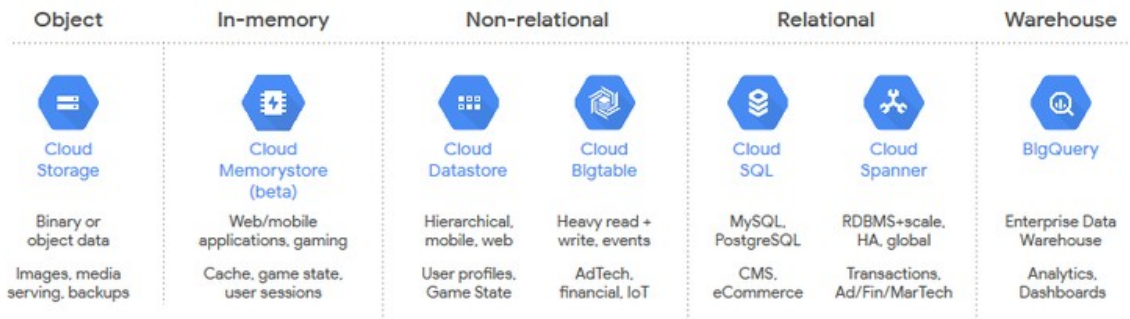 Object
In-memory
Non-relational
Relational
Warehouse
Cloud
Storage
Cloud
Memorystore
(beta)
Cloud
Datastore
Cloud
Bigtable
Cloud
SQL
Cloud
Spanner
BigQuery
Binary or
object data
Web/mobile
applications, gaming
Hierarchical,
mobile, web
Heavy read +
write, events
MySQL,
PostgreSQL
RDBMS+scale,
HA, global
Enterprise Data
Warehouse
Images, media
serving, backups
Cache, game state,
user sessions
User profiles,
Game State
AdTech,
financial, IoT
CMS,
eCommerce
Transactions,
Ad/Fin/MarTech
Analytics,
Dashboards